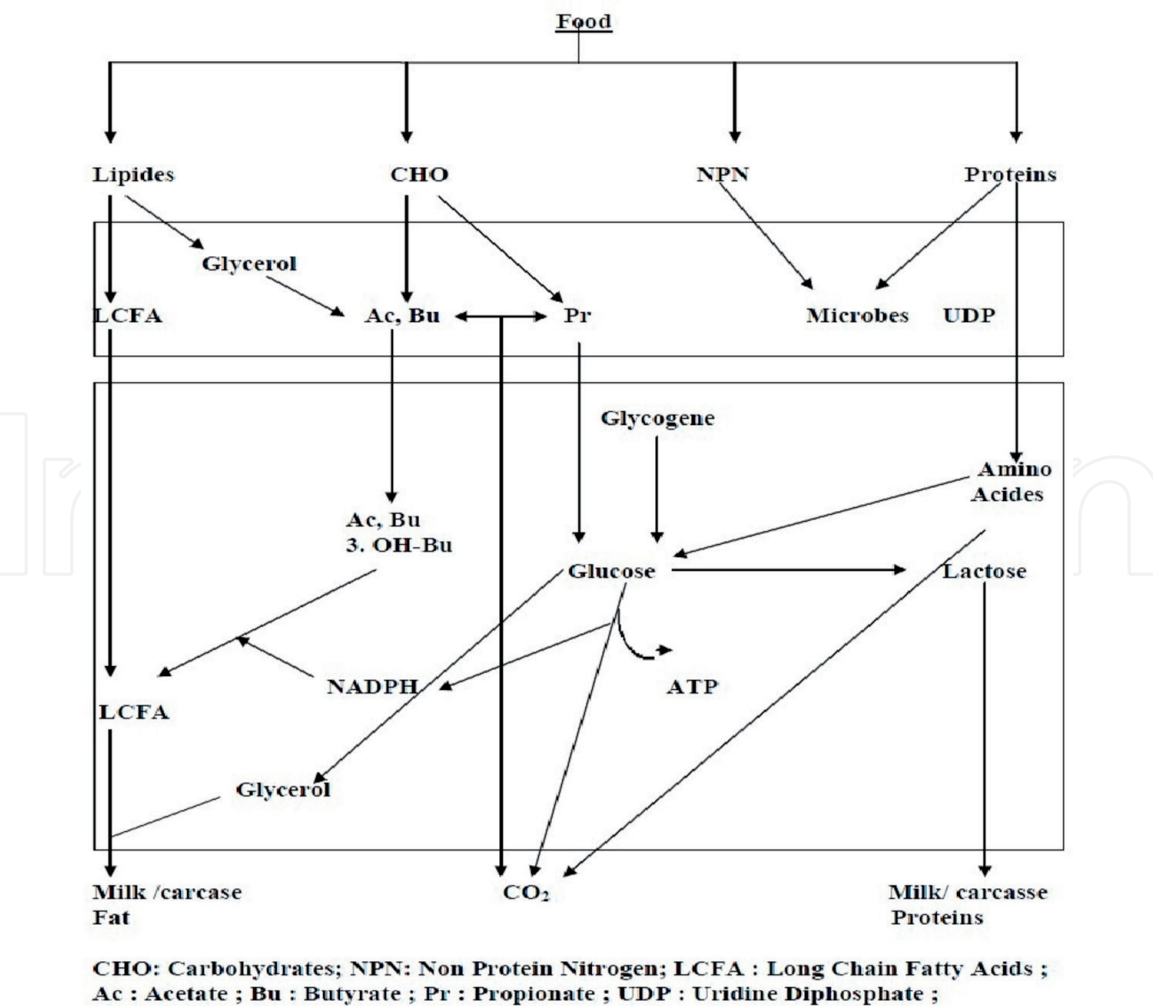 Food
Lipides CHO NPN Proteins
Glycerol
LCFA Ac, Bu Pr Microbes UDP
Glycogene
Amino
Acides
Ac, Bu
3. OH-Bu
Glucose Lactose
NADPH ATP
LCFA
Glycerol
Milk /carcase CO₂ Milk/ carcasse
Fat Proteins
CHO: Carbohydrates; NPN: Non Protein Nitrogen; LCFA : Long Chain Fatty Acids ;
Ac : Acetate ; Bu : Butyrate ; Pr : Propionate ; UDP : Uridine Diphosphate ;